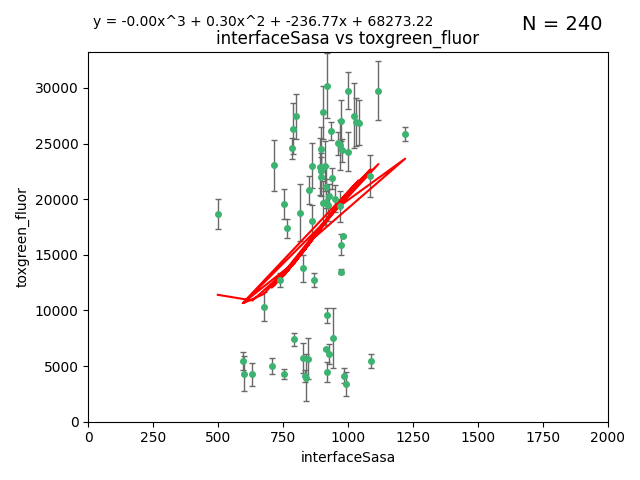 y = -0.00x^3 + 0.30x^2 + -236.77x + 68273.22
N = 240
interfaceSasa vs toxgreen_fluor
30000
25000
20000
15000
10000
5000
0
toxgreen_fluor
0 250 500 750 1000 1250 1500 1750 2000
interfaceSasa